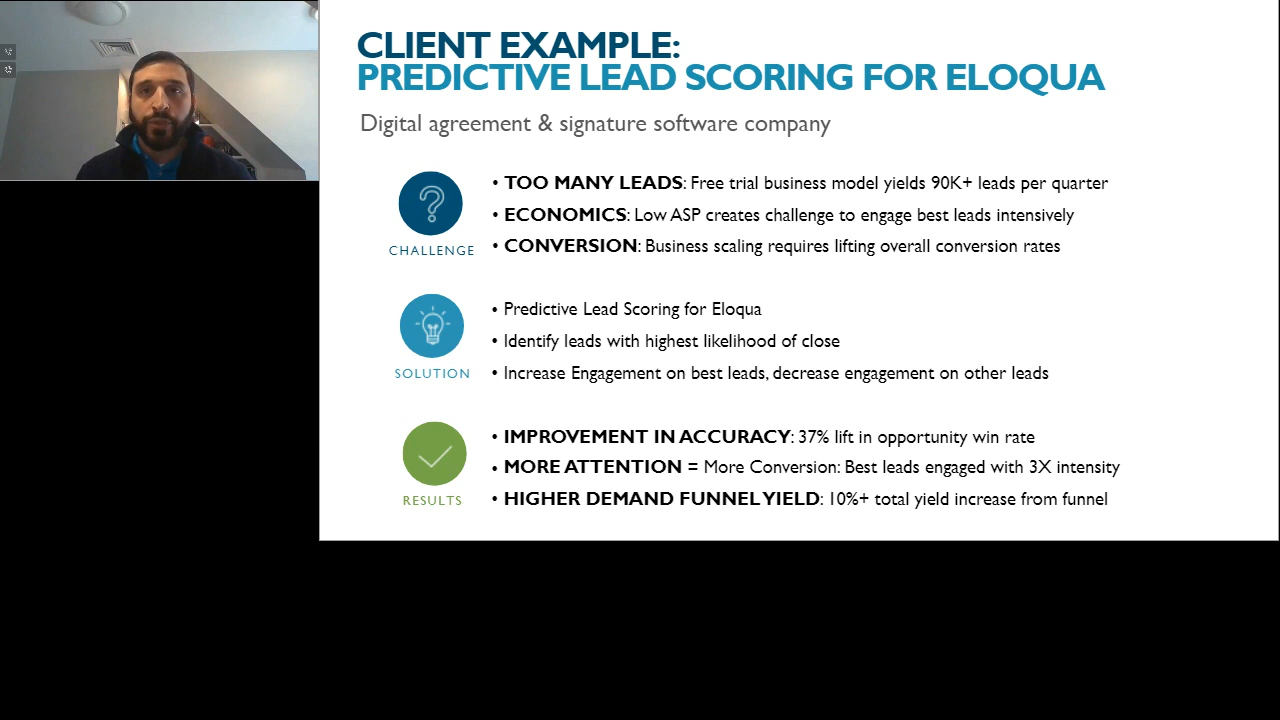 CLIENT EXAMPLE:
PREDICTIVE LEAD SCORING FOR ELOQUA
Digital agreement & signature software company
CHALLENGE
• TOO MANY LEADS: Free trial business model yields 90K+ leads per quarter
• ECONOMICS: Low ASP creates challenge to engage best leads intensively
• CONVERSION: Business scaling requires lifting overall conversion rates
SOLUTION
• Predictive Lead Scoring for Eloqua
• Identify leads with highest likelihood of close
• Increase Engagement on best leads, decrease engagement on other leads
RESULTS
• IMPROVEMENT IN ACCURACY: 37% lift in opportunity win rate
• MORE ATTENTION = More Conversion: Best leads engaged with 3X intensity
• HIGHER DEMAND FUNNEL YIELD: 10%+ total yield increase from funnel